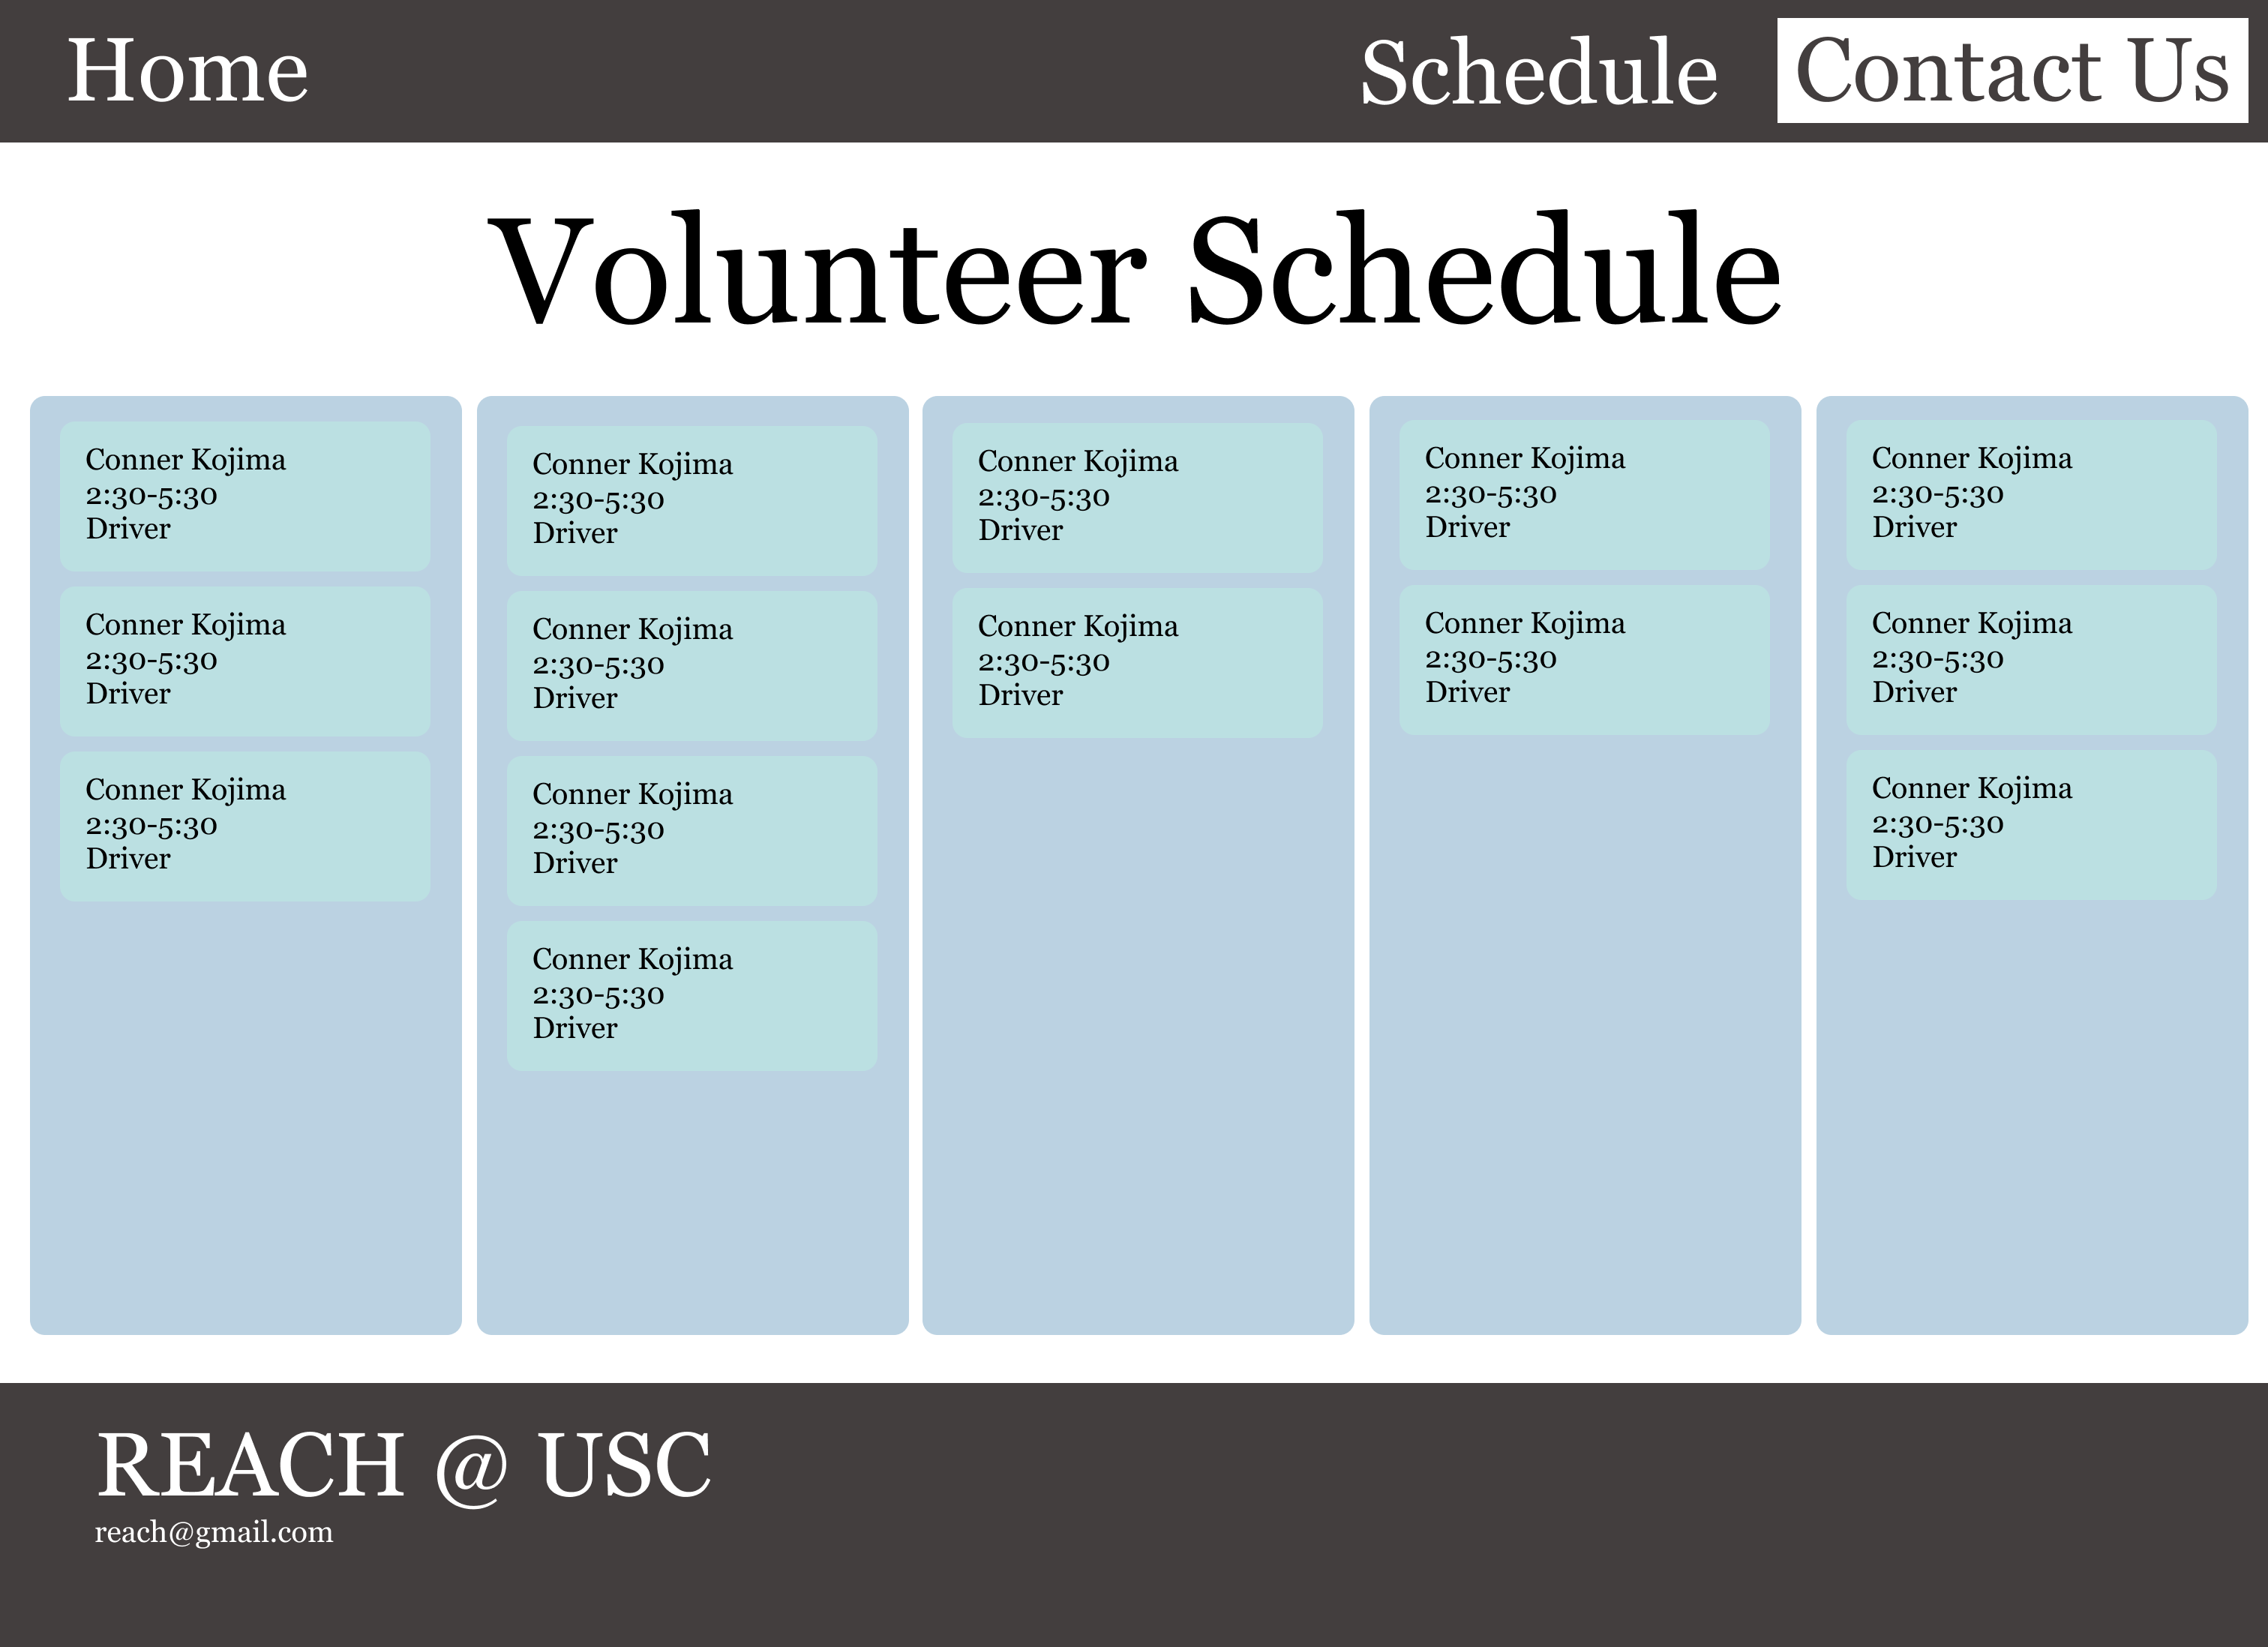 Home
Schedule
Contact Us
Volunteer Schedule
Conner Kojima
2:30-5:30
Driver
Conner Kojima
2:30-5:30
Driver
Conner Kojima
2:30-5:30
Driver
Conner Kojima
2:30-5:30
Driver
Conner Kojima
2:30-5:30
Driver
Conner Kojima
2:30-5:30
Driver
Conner Kojima
2:30-5:30
Driver
Conner Kojima
2:30-5:30
Driver
Conner Kojima
2:30-5:30
Driver
Conner Kojima
2:30-5:30
Driver
Conner Kojima
2:30-5:30
Driver
Conner Kojima
2:30-5:30
Driver
Conner Kojima
2:30-5:30
Driver
Conner Kojima
2:30-5:30
Driver
REACH @ USC
reach@gmail.com